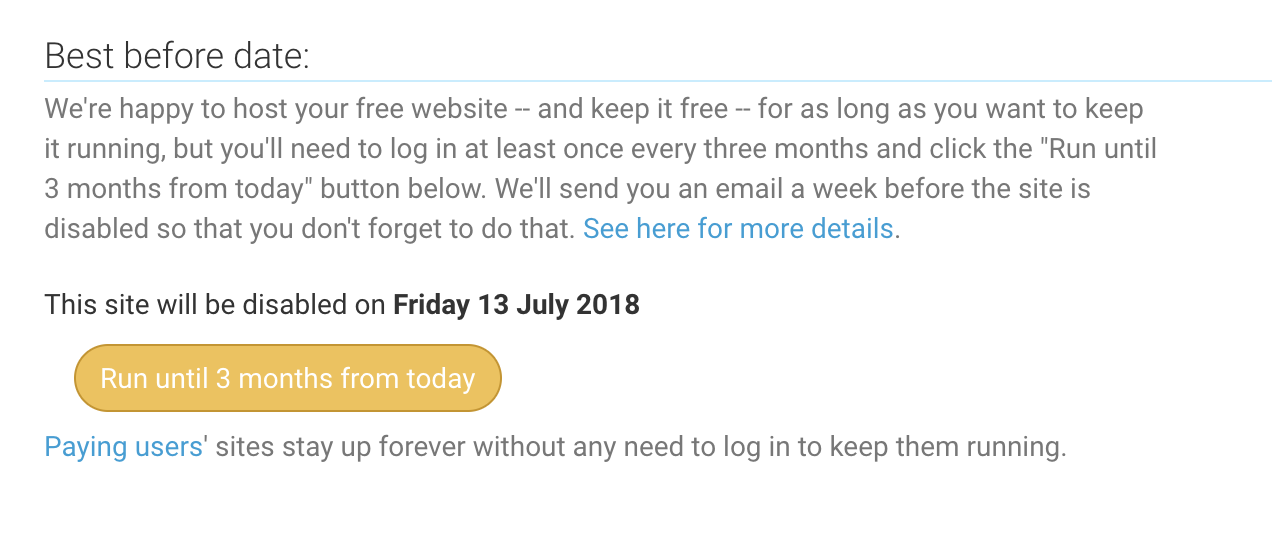 Best before date:
We're happy to host your free website -- and keep it free -- for as long as you want to keep
it running, but you'll need to log in at least once every three months and click the "Run until
3 months from today" button below. We'll send you an email a week before the site is
disabled so that you don't forget to do that. See here for more details.
This site will be disabled on Friday 13 July 2018
Run until 3 months from today
Paying users' sites stay up forever without any need to log in to keep them running.